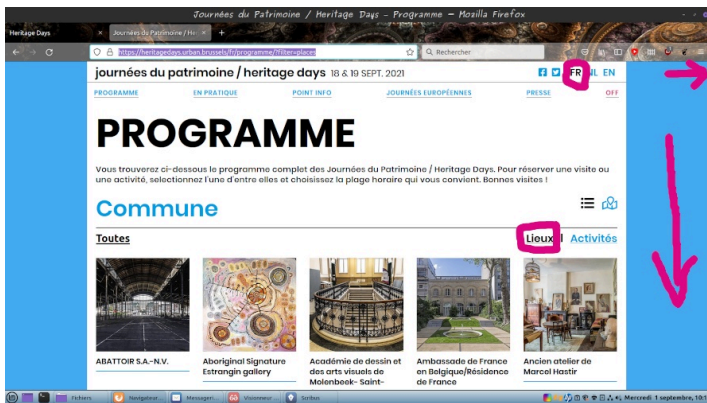 Journées du Patrimoine / Heritage Days – Programme — Mozilla Firefox
Heritage Days
Journées du Patrimoine / He
https://heritagedays.urban.brussels/fr/programme/?filter=places
Rechercher
journées du patrimoine / heritage days 18 & 19 SEPT. 2021
FR NL EN
PROGRAMME EN PRATIQUE POINT INFO JOURNÉES EUROPÉENNES PRESSE OFF
PROGRAMME
Vous trouverez ci-dessous le programme complet des Journées du Patrimoine / Heritage Days. Pour réserver une visite ou
une activité, selectionnez l'une d'entre elles et choisissez la plage horaire qui vous convient. Bonnes visites !
Commune
Toutes
Lieux | Activités
ABATTOIR S.A.-N.V.
Aboriginal Signature
Estrangin gallery
Académie de dessin et
des arts visuels de
Molenbeek- Saint-
Ambassade de France
en Belgique/Résidence
de France
Ancien atelier de
Marcel Hastir
Fichiers
Navigateur...
Messageri...
Visionneur...
Scribus
Mercredi 1 septembre, 10:1